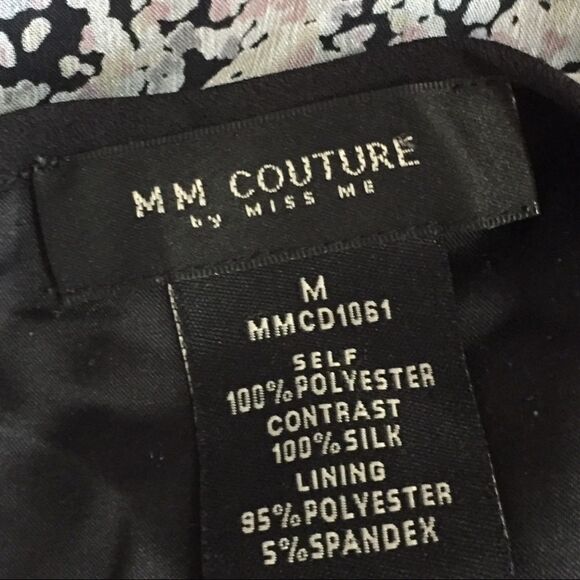 MM COUTURE
by MISS ME
M
MMCD1061
SELF
100%POLYESTER
CONTRAST
100%SILK
LINING
95%POLYESTER
5%SPANDEX